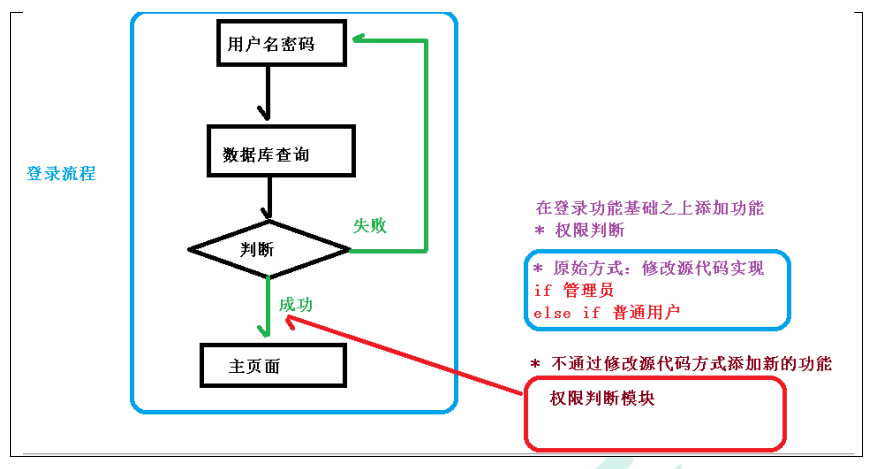 用户名密码
数据库查询
登录流程
失败
判断
成功
主页面
在登录功能基础之上添加功能
* 权限判断
* 原始方式：修改源代码实现
if 管理员
else if 普通用户
* 不通过修改源代码方式添加新的功能
权限判断模块